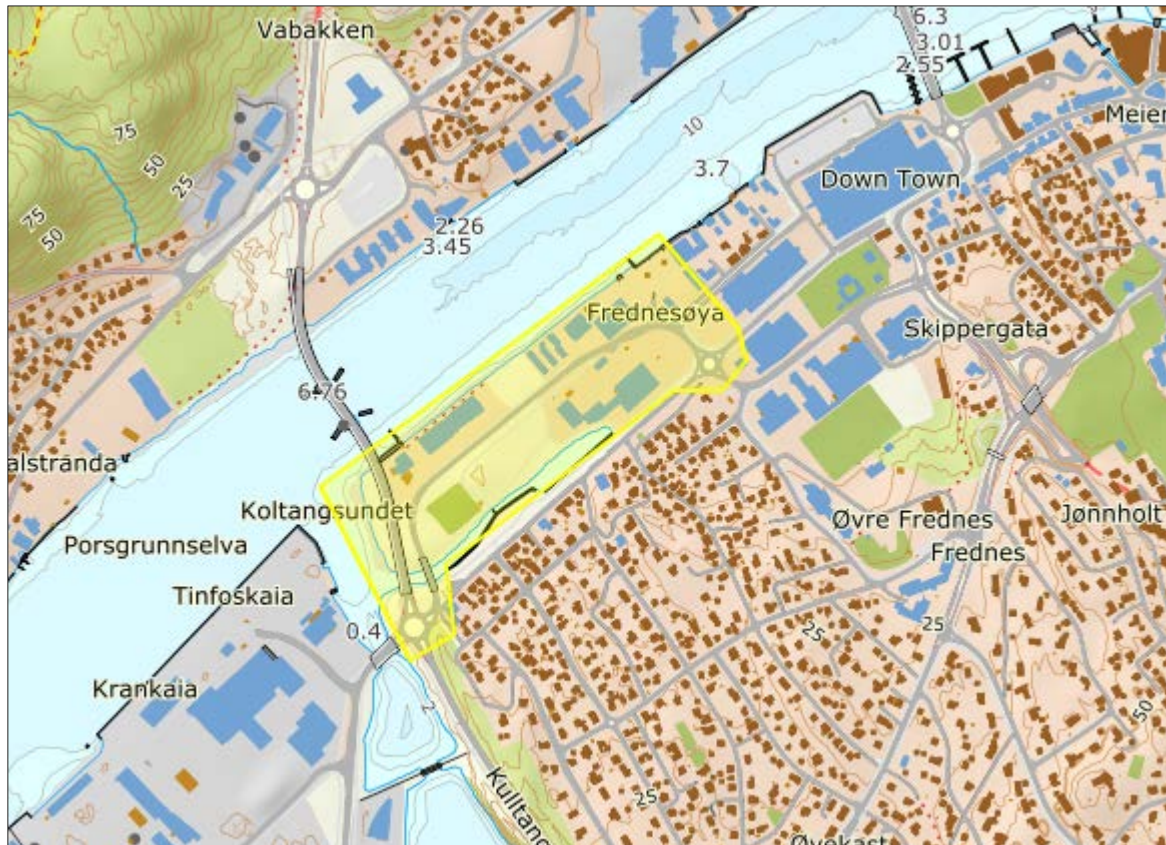 Vabakken
6.3
3.01
2.55
Meier
75
50
25
10
3.7
Down Town
75
50
2.26
3.45
Frednesøya
Skippergata
6.76
alstranda
Koltangsundet
Øvre Frednes
Jønnholt
Porsgrunnselva
Frednes
Tinfoskaia
0.4
25
25
Krankaia
2
50
Kulltang
25
Øvekast